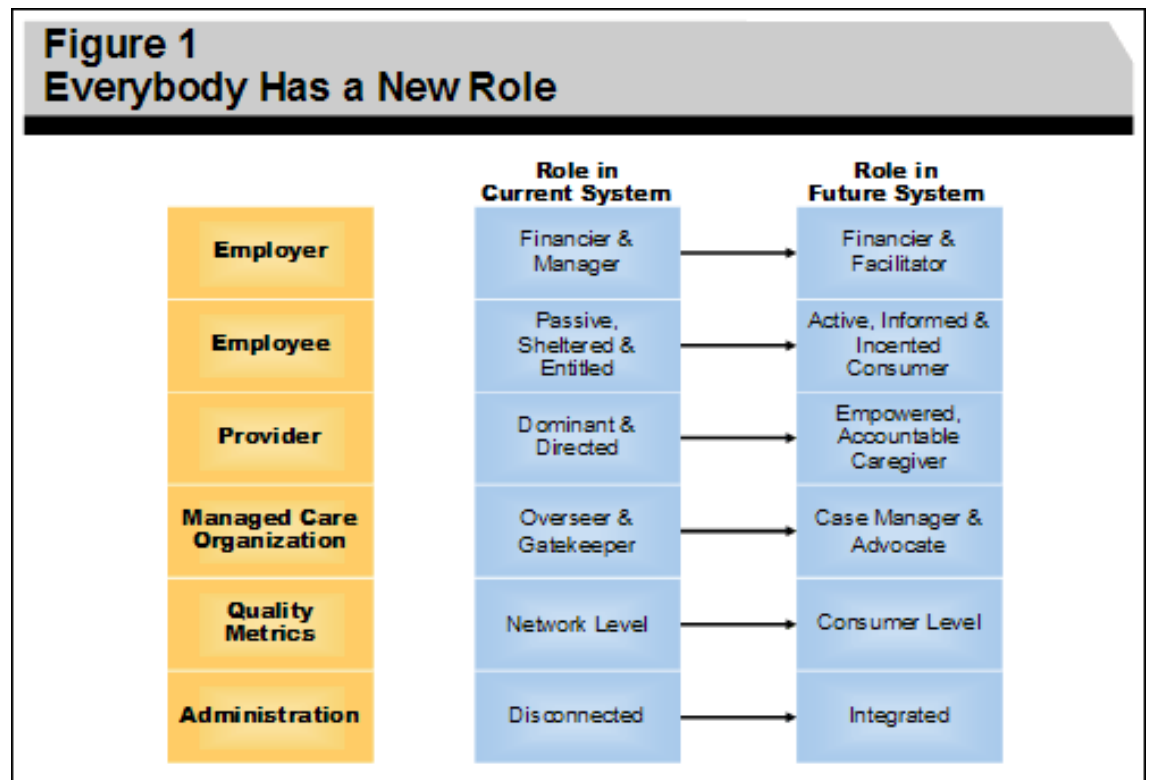 Figure 1
Everybody Has a New Role
Role in
Current System
Role in
Future System
Employer
Financier &
Manager
Financier &
Facilitator
Employee
Passive,
Sheltered &
Entitled
Active, Informed &
Incented
Consumer
Provider
Dominant &
Directed
Empowered,
Accountable
Caregiver
Managed Care
Organization
Overseer &
Gatekeeper
Case Manager &
Advocate
Quality
Metrics
Network Level
Consumer Level
Administration
Disconnected
Integrated